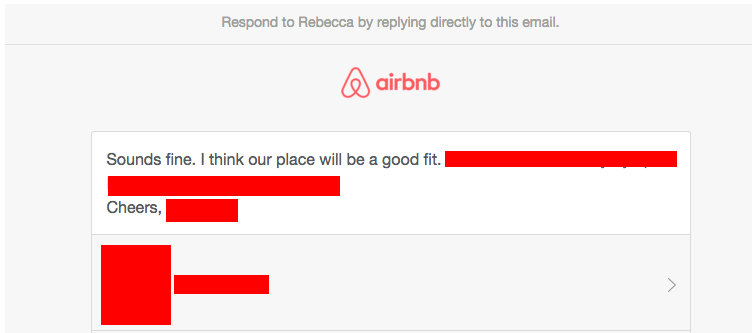 Respond to Rebecca by replying directly to this email.
airbnb
Sounds fine. I think our place will be a good fit.
Cheers,